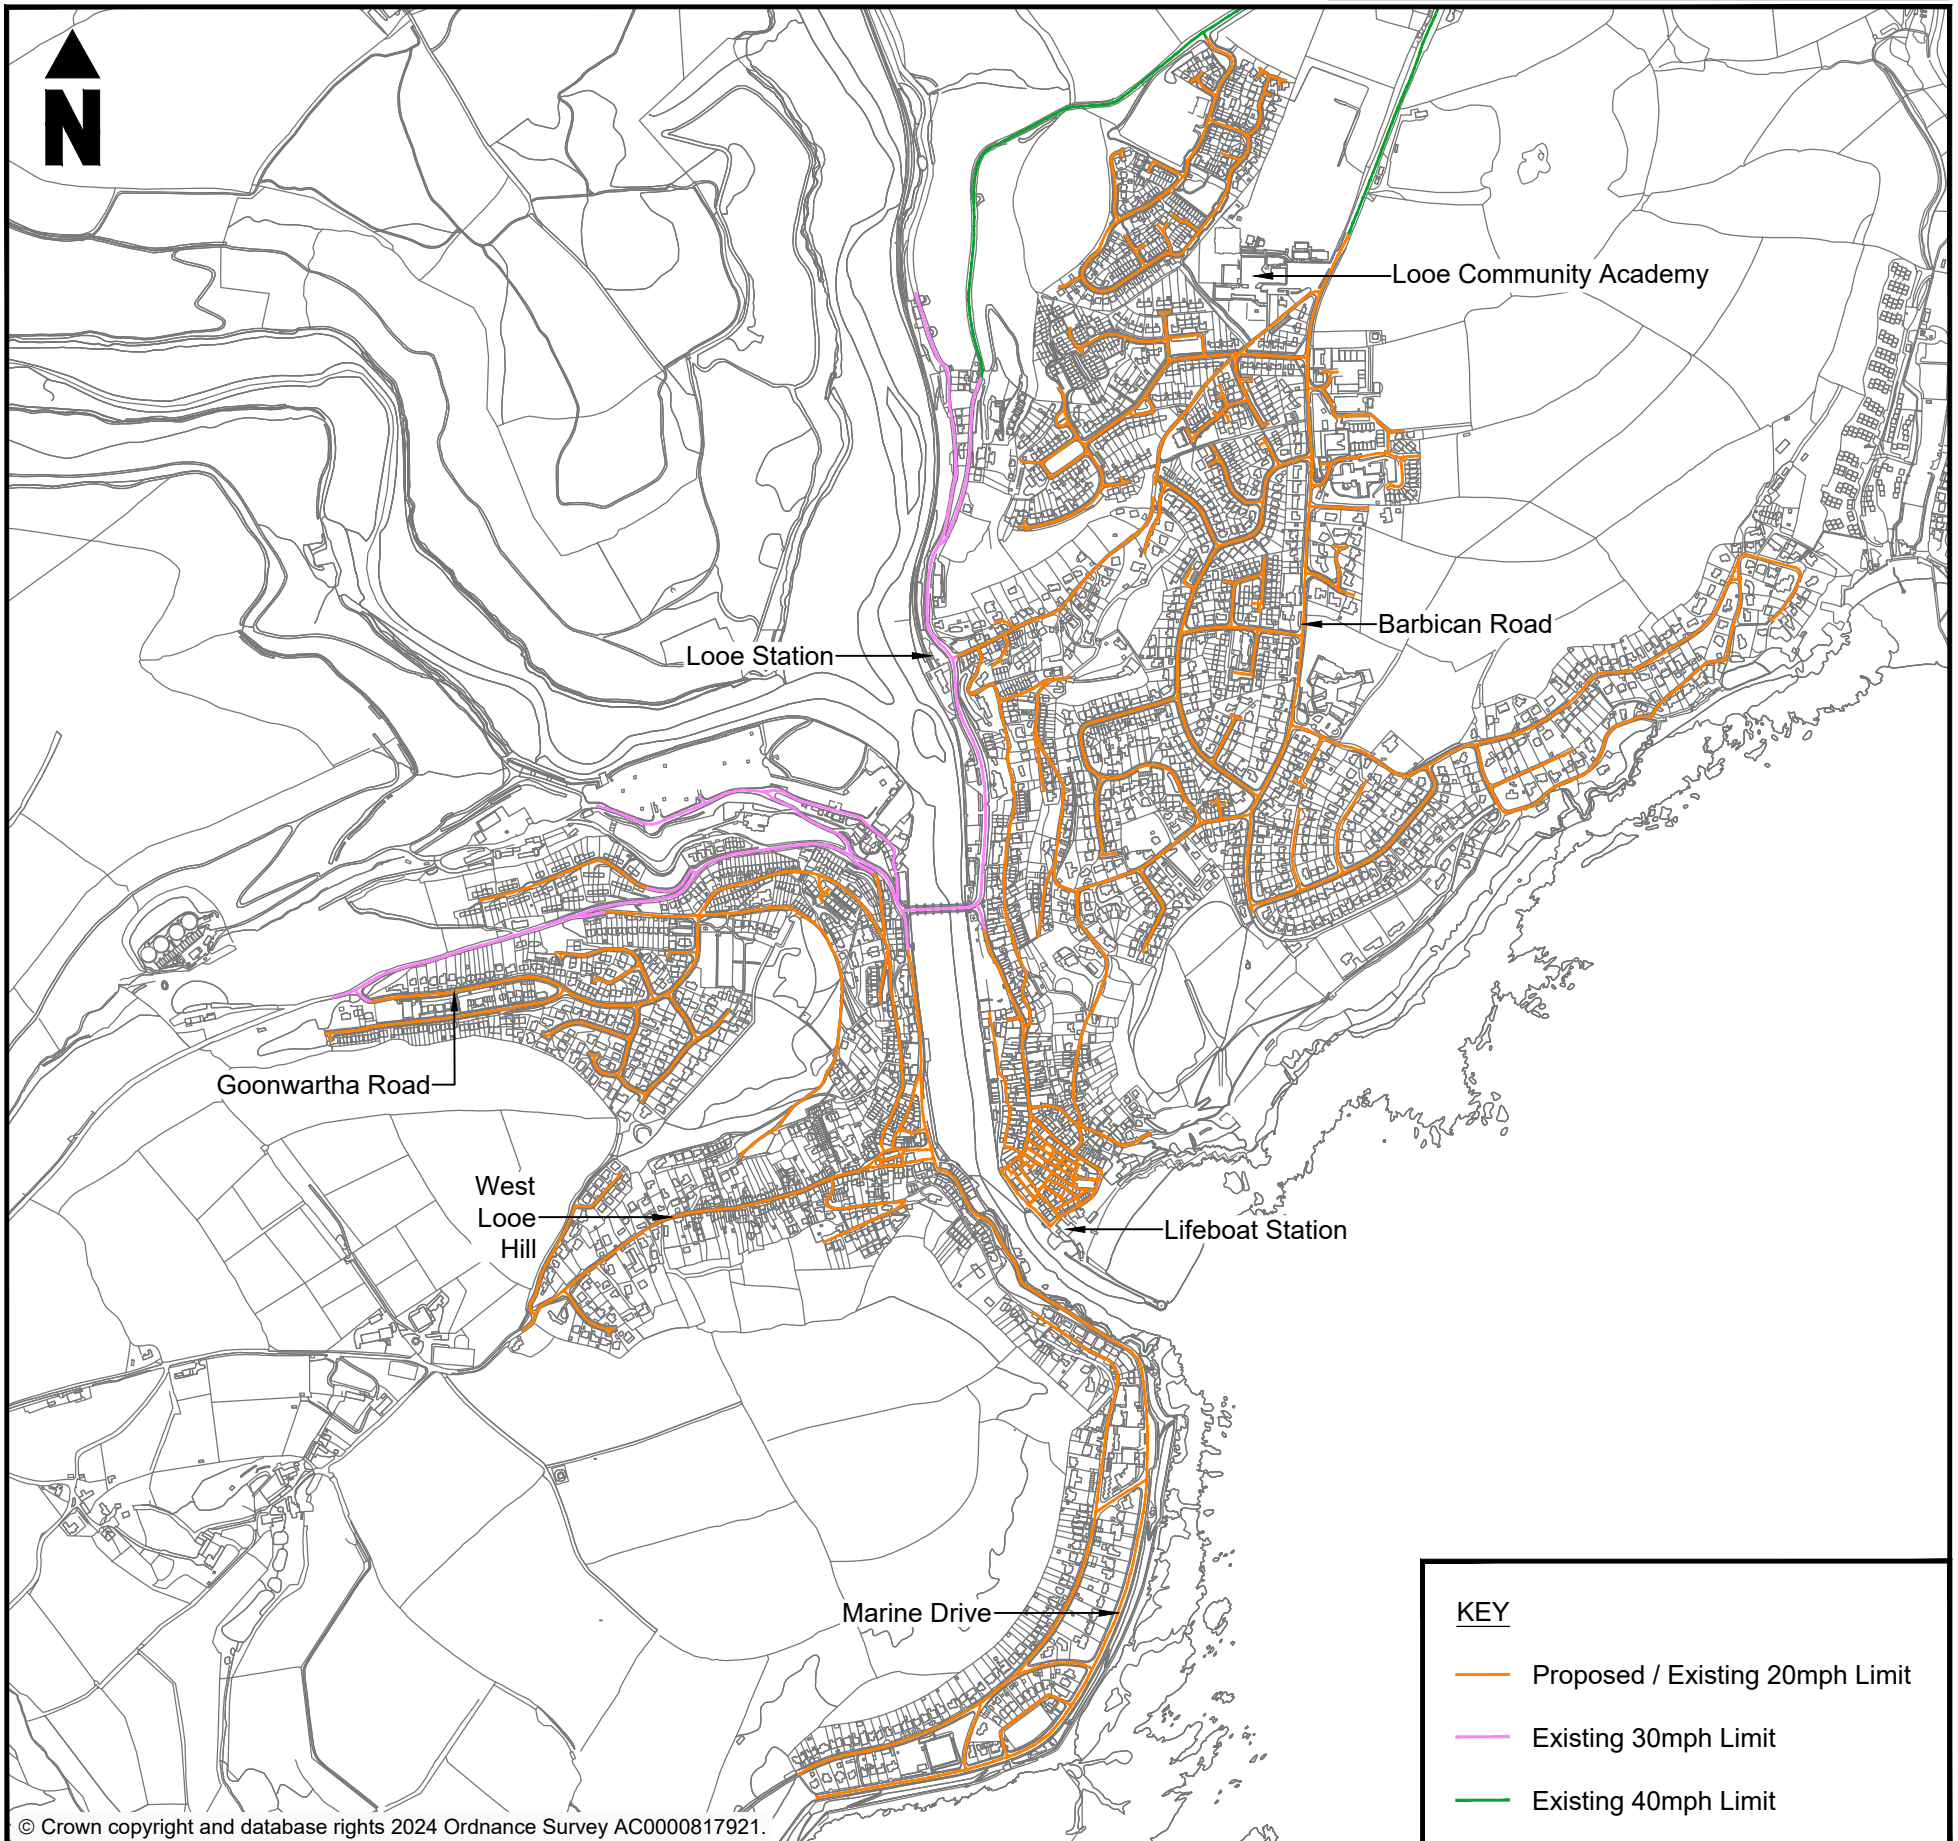 N
Looe Community Academy
Barbican Road
Looe Station
Goonwartha Road
West
Looe
Hill
Lifeboat Station
Marine Drive
KEY
Proposed / Existing 20mph Limit
Existing 30mph Limit
Existing 40mph Limit
© Crown copyright and database rights 2024 Ordnance Survey AC0000817921.